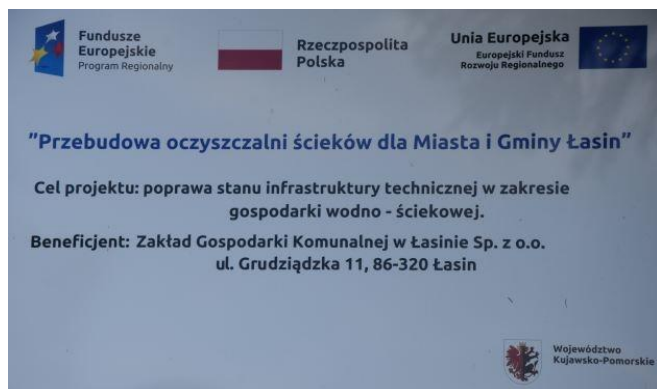 Fundusze
Europejskie
Program Regionalny
Rzeczpospolita
Polska
Unia Europejska
Europejski Fundusz
Rozwoju Regionalnego
"Przebudowa oczyszczalni ścieków dla Miasta i Gminy Łasin"
Cel projektu: poprawa stanu infrastruktury technicznej w zakresie
gospodarki wodno - ściekowej.
Beneficjent: Zakład Gospodarki Komunalnej w Łasinie Sp. z o.o.
ul. Grudziądzka 11, 86-320 Łasin
Województwo
Kujawsko-Pomorskie